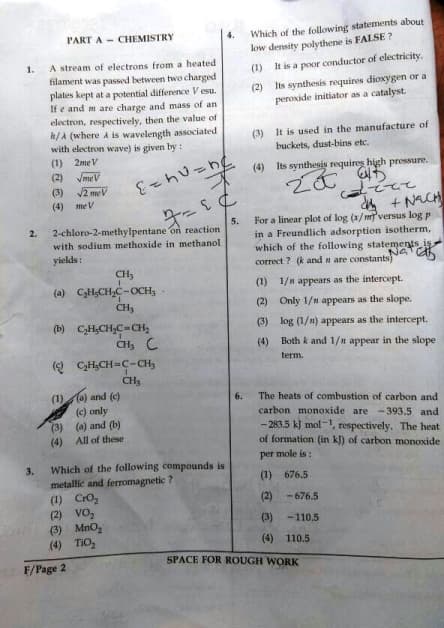 PART A – CHEMISTRY
1. A stream of electrons from a heated
filament was passed between two charged
plates kept at a potential difference V esu.
If e and m are charge and mass of an
electron, respectively, then the value of
h/λ (where λ is wavelength associated
with electron wave) is given by :
(1) 2meV
(2) √meV
(3) √2meV
(4) meV
2. 2-chloro-2-methylpentane on reaction
with sodium methoxide in methanol
yields :
CH₃
(a) C₂H₅CH₂C–OCH₃
CH₃
(b) C₂H₅CH₂C=CH₂
CH₃ C
(c) C₂H₅CH=C–CH₃
CH₃
(1) (a) and (c)
(c) only
(3) (a) and (b)
(4) All of these
3. Which of the following compounds is
metallic and ferromagnetic ?
(1) CrO₂
(2) VO₂
(3) MnO₂
(4) TiO₂
F/Page 2
4. Which of the following statements about
low density polythene is FALSE ?
(1) It is a poor conductor of electricity.
(2) Its synthesis requires dioxygen or a
peroxide initiator as a catalyst.
(3) It is used in the manufacture of
buckets, dust-bins etc.
(4) Its synthesis requires high pressure.
5. For a linear plot of log (x/m) versus log p
in a Freundlich adsorption isotherm,
which of the following statements is
correct ? (k and n are constants)
(1) 1/n appears as the intercept.
(2) Only 1/n appears as the slope.
(3) log (1/n) appears as the intercept.
(4) Both k and 1/n appear in the slope
term.
6. The heats of combustion of carbon and
carbon monoxide are −393.5 and
−283.5 kJ mol⁻¹, respectively. The heat
of formation (in kJ) of carbon monoxide
per mole is :
(1) 676.5
(2) −676.5
(3) −110.5
(4) 110.5
SPACE FOR ROUGH WORK